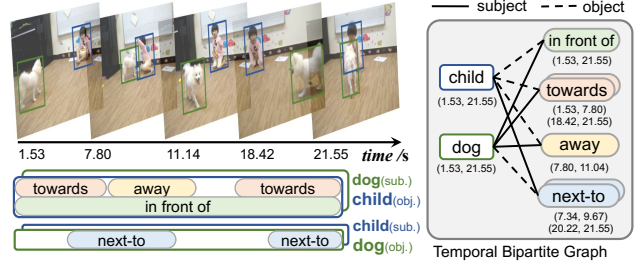 subject object
1.53 7.80 11.14 18.42 21.55 time /s
towards away towards
in front of
dog(sub.)
child(obj.)
next-to next-to
child(sub.)
dog(obj.)
child
(1.53, 21.55)
dog
(1.53, 21.55)
in front of
(1.53, 21.55)
towards
(1.53, 7.80)
(18.42, 21.55)
away
(7.80, 11.04)
next-to
(7.34, 9.67)
(20.22, 21.55)
Temporal Bipartite Graph